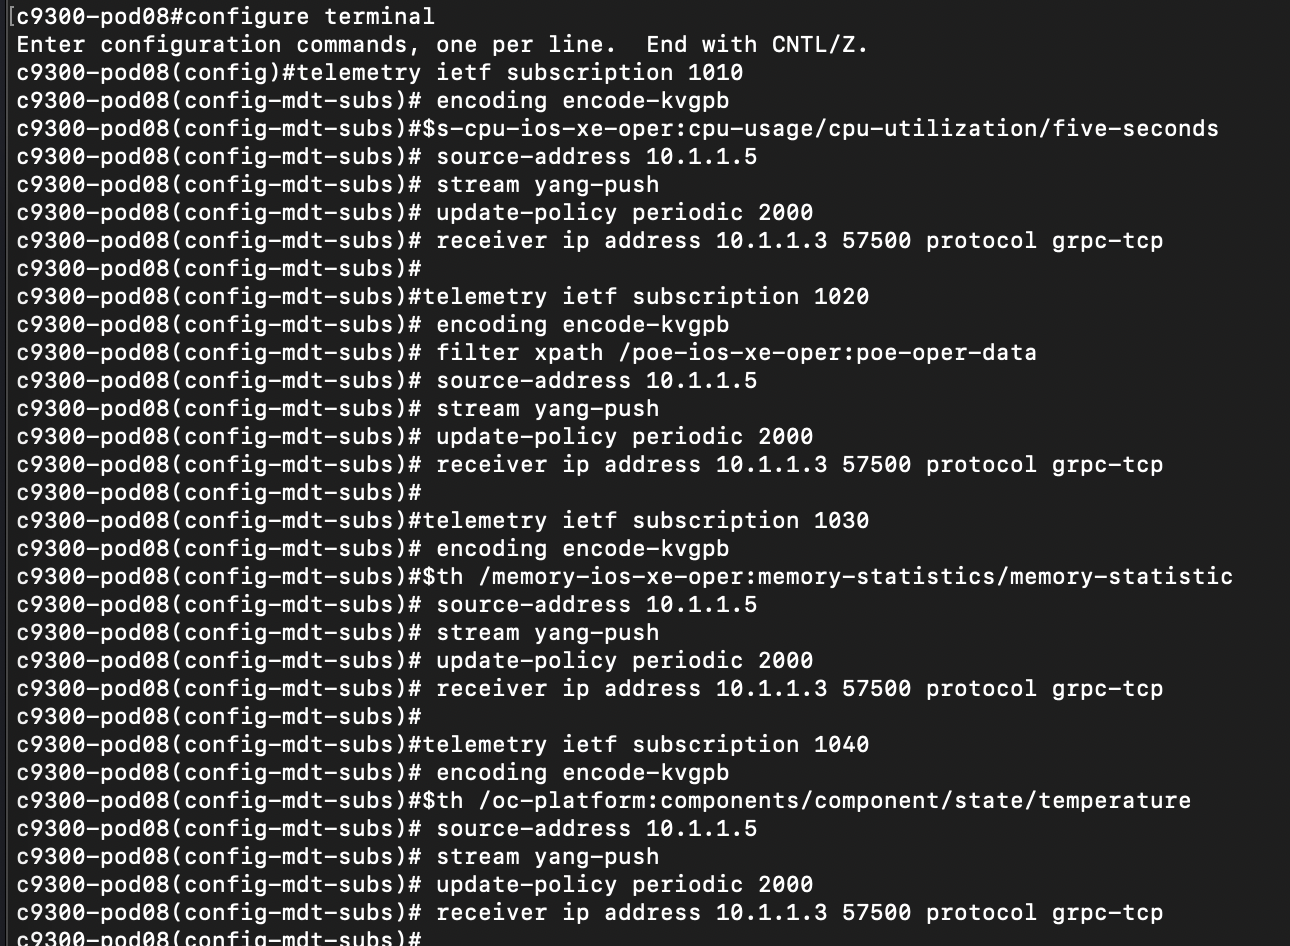 [c9300-pod08#configure terminal
Enter configuration commands, one per line.  End with CNTL/Z.
c9300-pod08(config)#telemetry ietf subscription 1010
c9300-pod08(config-mdt-subs)# encoding encode-kvgpb
c9300-pod08(config-mdt-subs)#$s-cpu-ios-xe-oper:cpu-usage/cpu-utilization/five-seconds
c9300-pod08(config-mdt-subs)# source-address 10.1.1.5
c9300-pod08(config-mdt-subs)# stream yang-push
c9300-pod08(config-mdt-subs)# update-policy periodic 2000
c9300-pod08(config-mdt-subs)# receiver ip address 10.1.1.3 57500 protocol grpc-tcp
c9300-pod08(config-mdt-subs)#
c9300-pod08(config-mdt-subs)#telemetry ietf subscription 1020
c9300-pod08(config-mdt-subs)# encoding encode-kvgpb
c9300-pod08(config-mdt-subs)# filter xpath /poe-ios-xe-oper:poe-oper-data
c9300-pod08(config-mdt-subs)# source-address 10.1.1.5
c9300-pod08(config-mdt-subs)# stream yang-push
c9300-pod08(config-mdt-subs)# update-policy periodic 2000
c9300-pod08(config-mdt-subs)# receiver ip address 10.1.1.3 57500 protocol grpc-tcp
c9300-pod08(config-mdt-subs)#
c9300-pod08(config-mdt-subs)#telemetry ietf subscription 1030
c9300-pod08(config-mdt-subs)# encoding encode-kvgpb
c9300-pod08(config-mdt-subs)#$th /memory-ios-xe-oper:memory-statistics/memory-statistic
c9300-pod08(config-mdt-subs)# source-address 10.1.1.5
c9300-pod08(config-mdt-subs)# stream yang-push
c9300-pod08(config-mdt-subs)# update-policy periodic 2000
c9300-pod08(config-mdt-subs)# receiver ip address 10.1.1.3 57500 protocol grpc-tcp
c9300-pod08(config-mdt-subs)#
c9300-pod08(config-mdt-subs)#telemetry ietf subscription 1040
c9300-pod08(config-mdt-subs)# encoding encode-kvgpb
c9300-pod08(config-mdt-subs)#$th /oc-platform:components/component/state/temperature
c9300-pod08(config-mdt-subs)# source-address 10.1.1.5
c9300-pod08(config-mdt-subs)# stream yang-push
c9300-pod08(config-mdt-subs)# update-policy periodic 2000
c9300-pod08(config-mdt-subs)# receiver ip address 10.1.1.3 57500 protocol grpc-tcp
c9300-pod08(config-mdt-subs)#